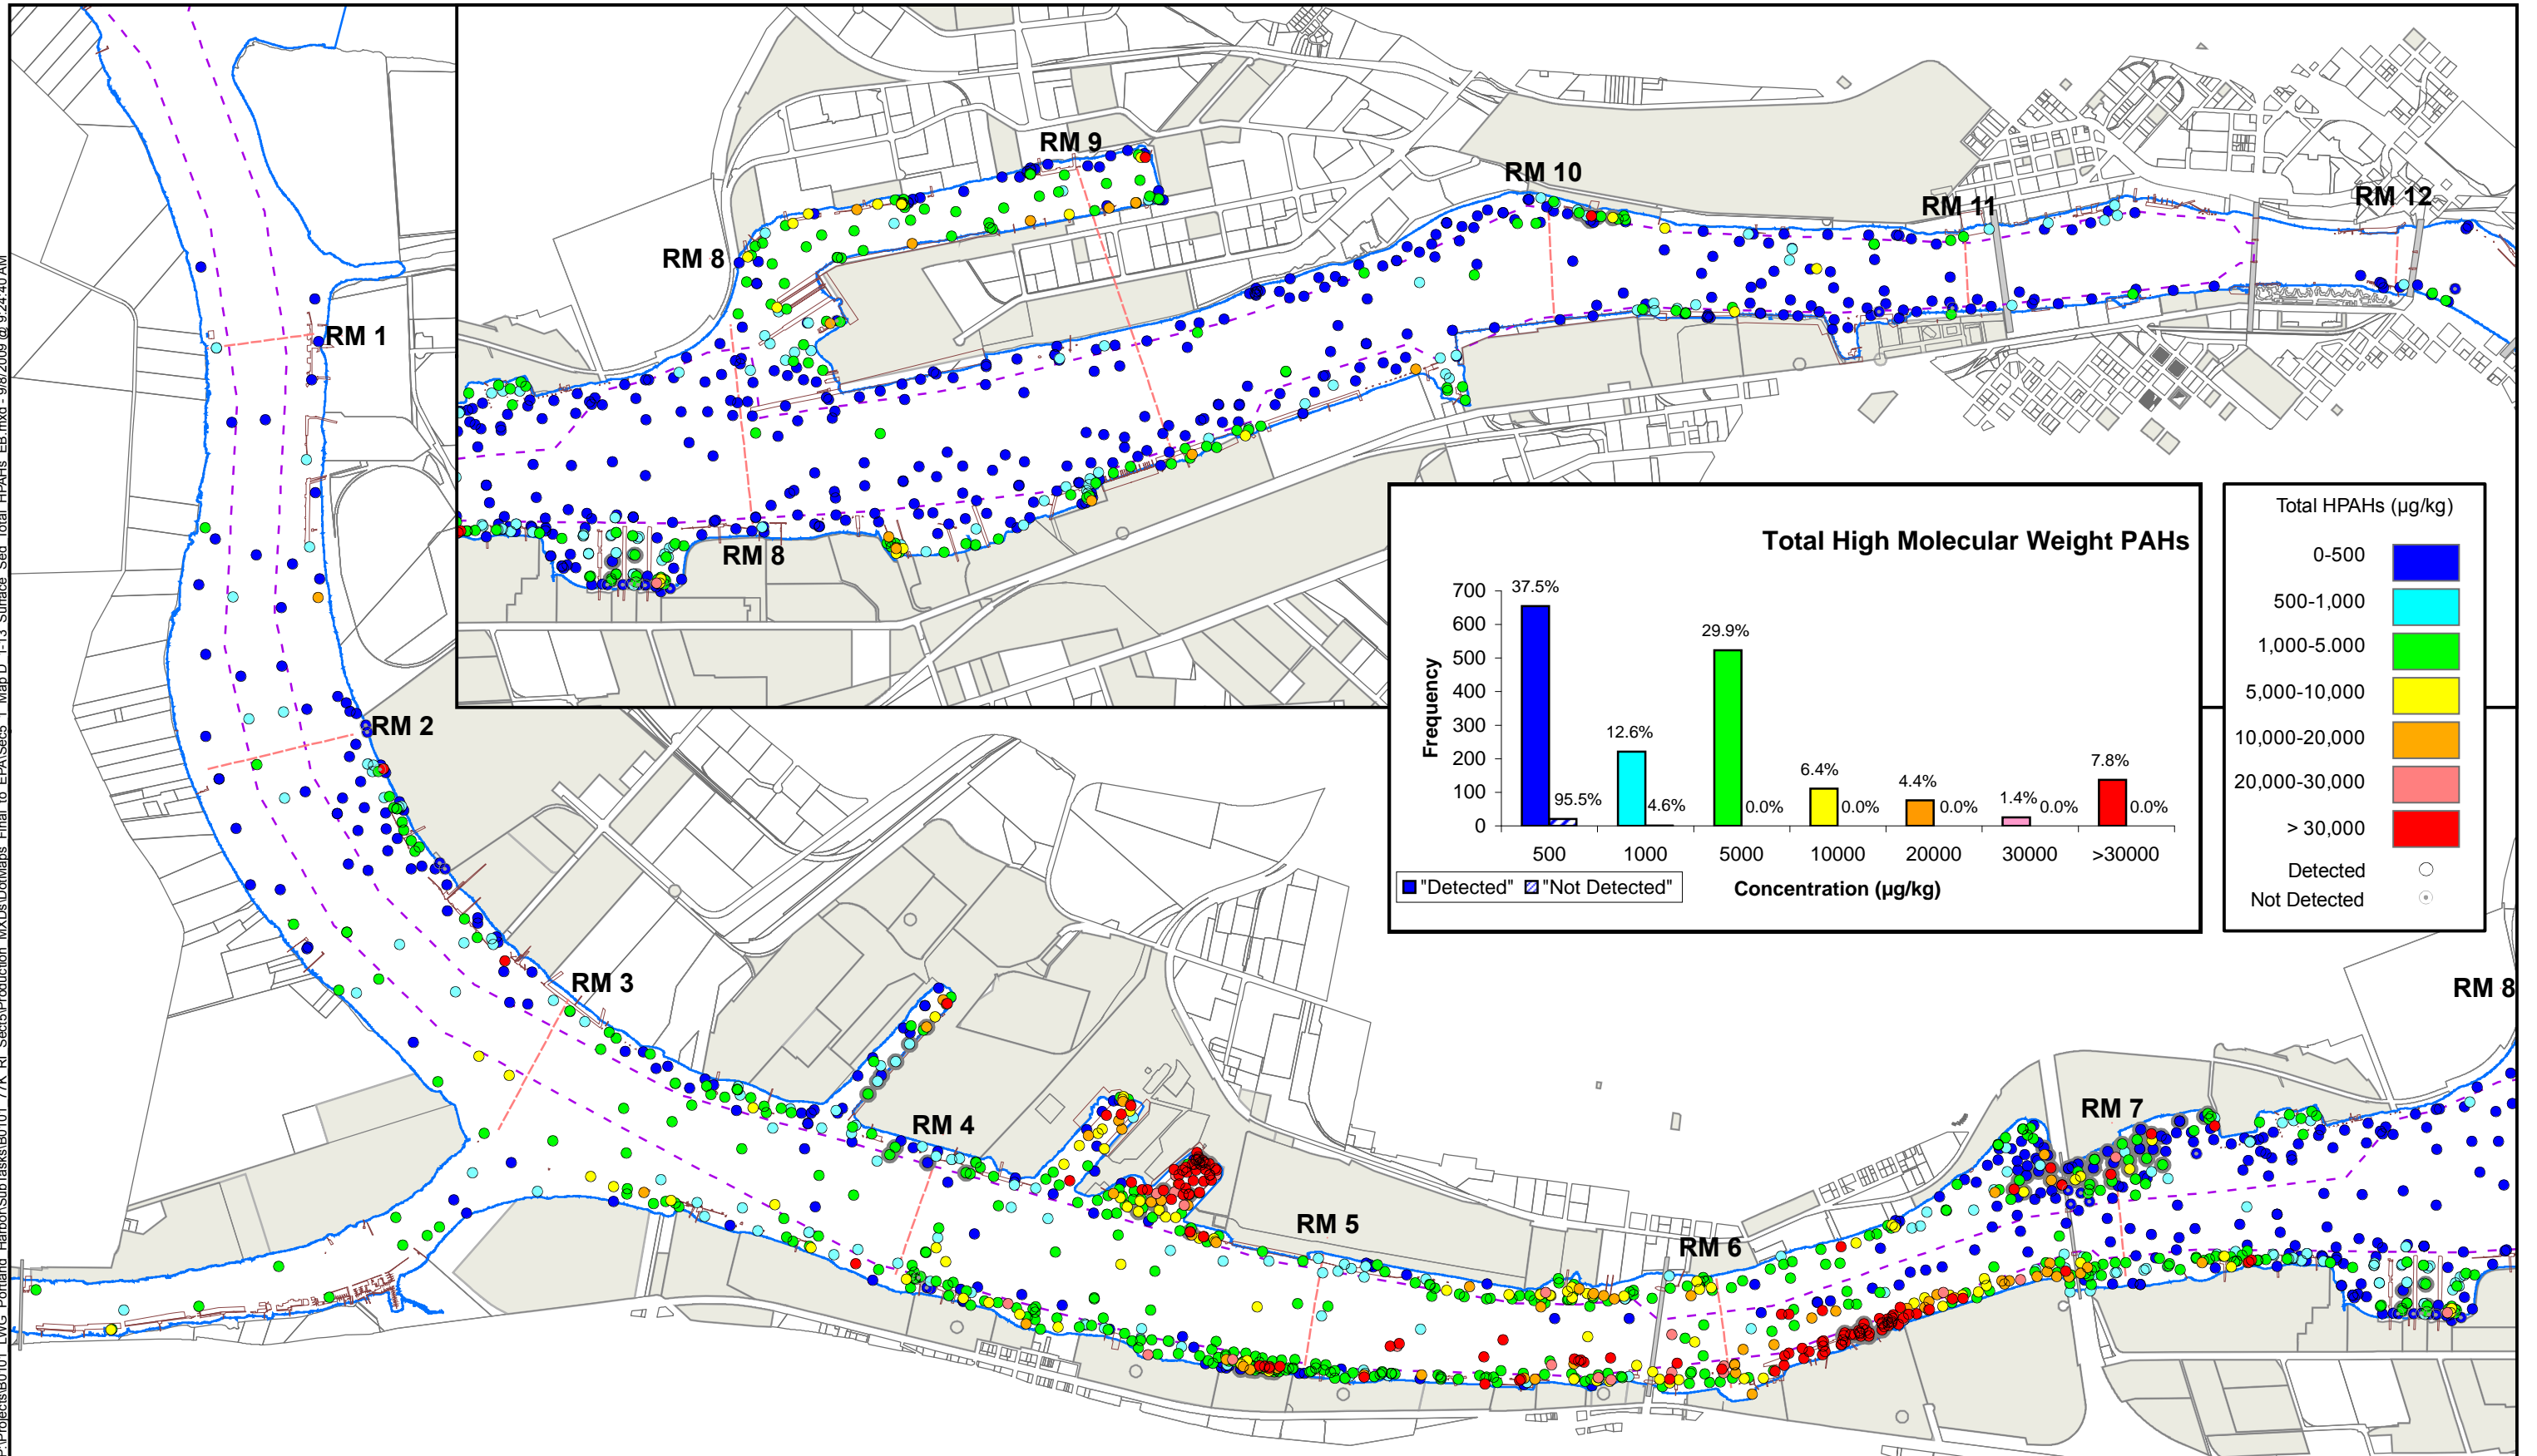 RM 9
RM 10
RM 12
RM 11
RM 8
RM 1
RM 8
RM 2
RM 3
RM 4
RM 5
RM 6
RM 7
RM 8
Total High Molecular Weight PAHs
Frequency
700
600
500
400
300
200
100
0
37.5%
95.5%
12.6%
4.6%
29.9%
0.0%
6.4%
0.0%
4.4%
0.0%
1.4%
0.0%
7.8%
0.0%
500 1000 5000 10000 20000 30000 >30000
"Detected" "Not Detected"
Concentration (µg/kg)
Total HPAHs (µg/kg)
0-500
500-1,000
1,000-5.000
5,000-10,000
10,000-20,000
20,000-30,000
> 30,000
Detected
Not Detected